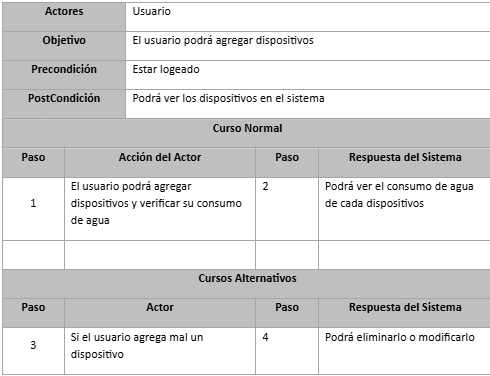 Actores Usuario
Objetivo El usuario podrá agregar dispositivos
Precondición Estar logeado
PostCondición Podrá ver los dispositivos en el sistema
Curso Normal
Paso Acción del Actor Paso Respuesta del Sistema
1 El usuario podrá agregar dispositivos y verificar su consumo de agua 2 Podrá ver el consumo de agua de cada dispositivos
Cursos Alternativos
Paso Actor Paso Respuesta del Sistema
3 Si el usuario agrega mal un dispositivo 4 Podrá eliminarlo o modificarlo